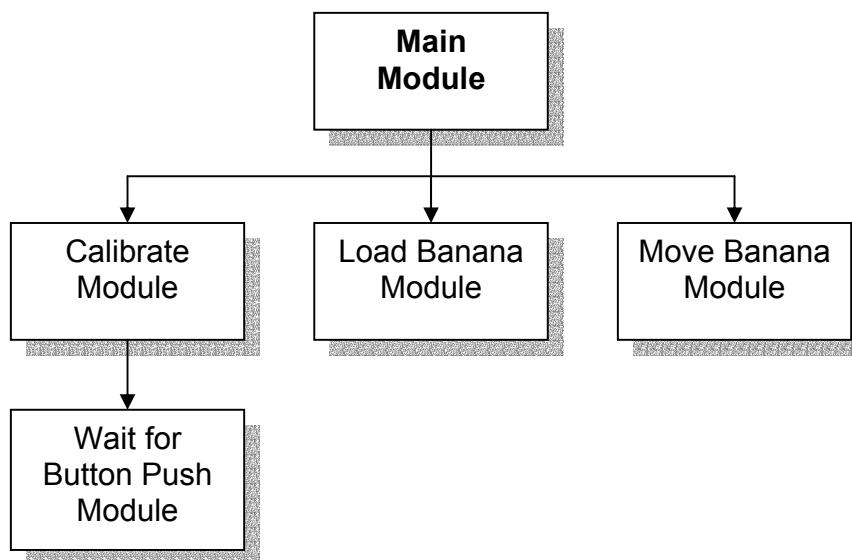 Main
Module
Calibrate
Module
Load Banana
Module
Move Banana
Module
Wait for
Button Push
Module